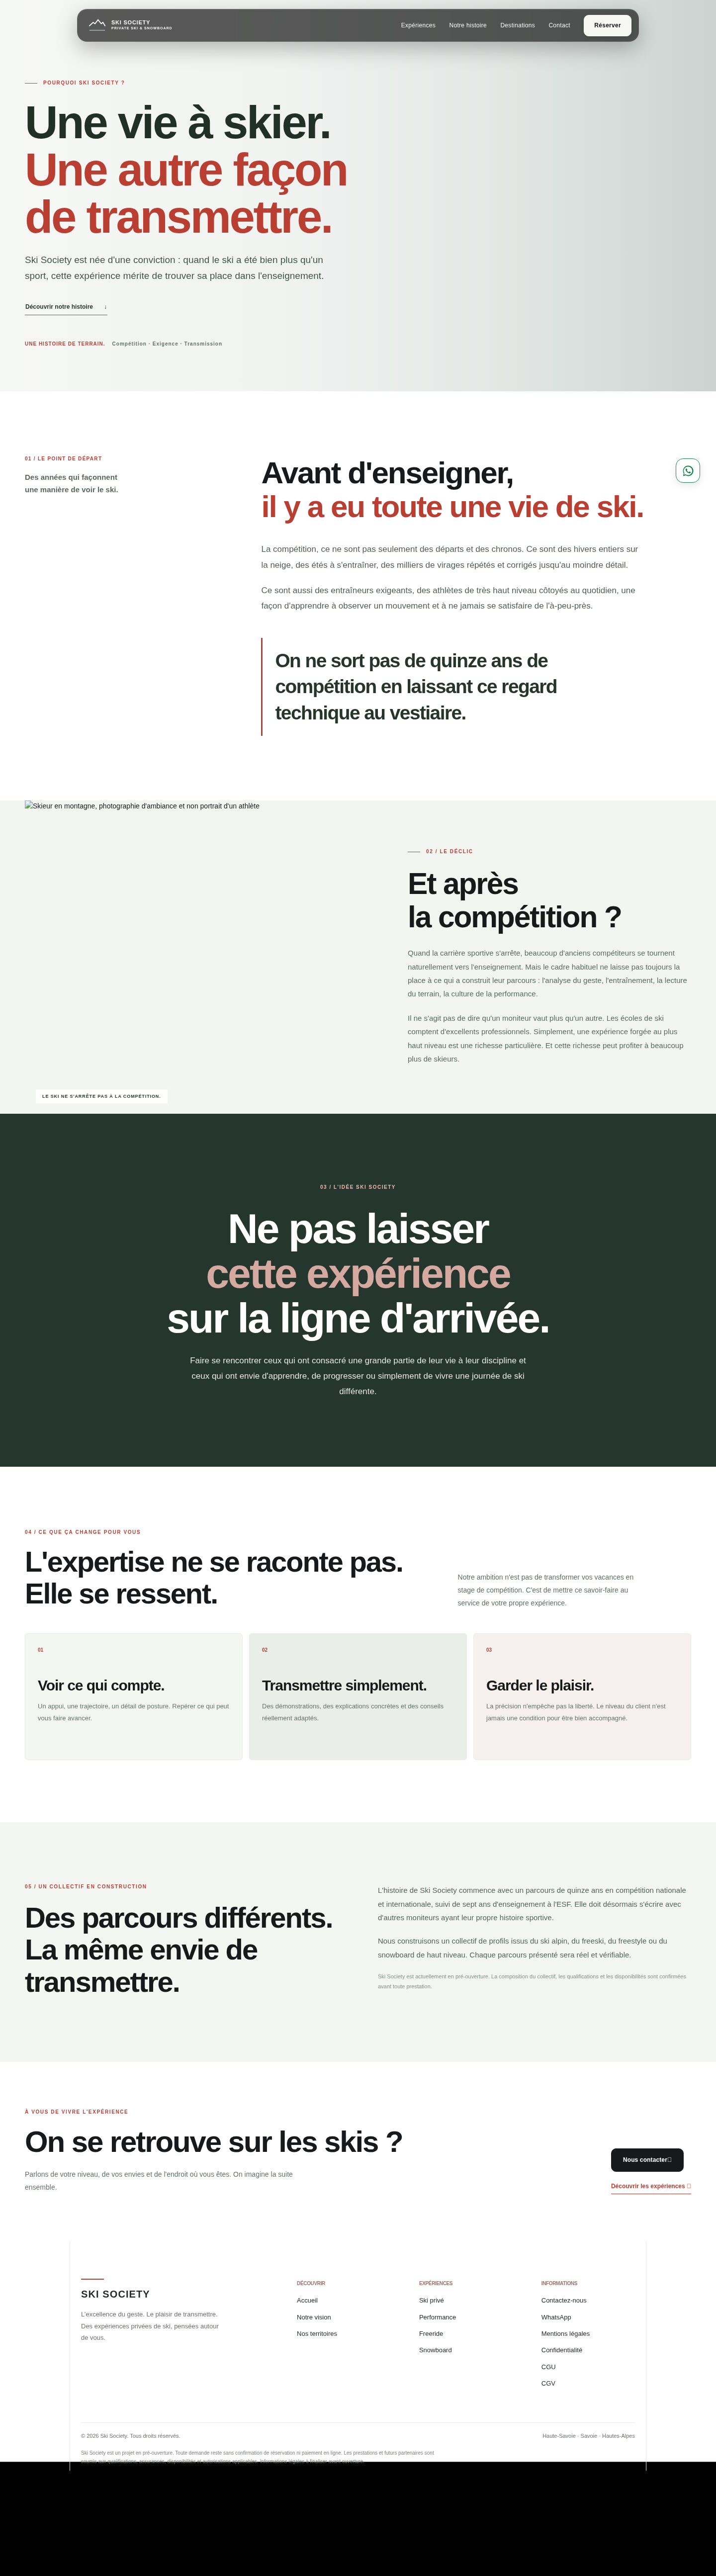 SKI SOCIETY
PRIVATE SKI & SNOWBOARD
Expériences
Notre histoire
Destinations
Contact
Réserver
POURQUOI SKI SOCIETY ?
Une vie à skier.
Une autre façon
de transmettre.
Ski Society est née d'une conviction : quand le ski a été bien plus qu'un
sport, cette expérience mérite de trouver sa place dans l'enseignement.
Découvrir notre histoire ↓
UNE HISTOIRE DE TERRAIN. Compétition · Exigence · Transmission
01 / LE POINT DE DÉPART
Des années qui façonnent
une manière de voir le ski.
Avant d'enseigner,
il y a eu toute une vie de ski.
La compétition, ce ne sont pas seulement des départs et des chronos. Ce sont des hivers entiers sur
la neige, des étés à s'entraîner, des milliers de virages répétés et corrigés jusqu'au moindre détail.
Ce sont aussi des entraîneurs exigeants, des athlètes de très haut niveau côtoyés au quotidien, une
façon d'apprendre à observer un mouvement et à ne jamais se satisfaire de l'à-peu-près.
On ne sort pas de quinze ans de
compétition en laissant ce regard
technique au vestiaire.
Skieur en montagne, photographie d'ambiance et non portrait d'un athlète
LE SKI NE S'ARRÊTE PAS À LA COMPÉTITION.
02 / LE DÉCLIC
Et après
la compétition ?
Quand la carrière sportive s'arrête, beaucoup d'anciens compétiteurs se tournent
naturellement vers l'enseignement. Mais le cadre habituel ne laisse pas toujours la
place à ce qui a construit leur parcours : l'analyse du geste, l'entraînement, la lecture
du terrain, la culture de la performance.
Il ne s'agit pas de dire qu'un moniteur vaut plus qu'un autre. Les écoles de ski
comptent d'excellents professionnels. Simplement, une expérience forgée au plus
haut niveau est une richesse particulière. Et cette richesse peut profiter à beaucoup
plus de skieurs.
03 / L'IDÉE SKI SOCIETY
Ne pas laisser
cette expérience
sur la ligne d'arrivée.
Faire se rencontrer ceux qui ont consacré une grande partie de leur vie à leur discipline et
ceux qui ont envie d'apprendre, de progresser ou simplement de vivre une journée de ski
différente.
04 / CE QUE ÇA CHANGE POUR VOUS
L'expertise ne se raconte pas.
Elle se ressent.
Notre ambition n'est pas de transformer vos vacances en
stage de compétition. C'est de mettre ce savoir-faire au
service de votre propre expérience.
01
Voir ce qui compte.
Un appui, une trajectoire, un détail de posture. Repérer ce qui peut
vous faire avancer.
02
Transmettre simplement.
Des démonstrations, des explications concrètes et des conseils
réellement adaptés.
03
Garder le plaisir.
La précision n'empêche pas la liberté. Le niveau du client n'est
jamais une condition pour être bien accompagné.
05 / UN COLLECTIF EN CONSTRUCTION
Des parcours différents.
La même envie de
transmettre.
L'histoire de Ski Society commence avec un parcours de quinze ans en compétition nationale
et internationale, suivi de sept ans d'enseignement à l'ESF. Elle doit désormais s'écrire avec
d'autres moniteurs ayant leur propre histoire sportive.
Nous construisons un collectif de profils issus du ski alpin, du freeski, du freestyle ou du
snowboard de haut niveau. Chaque parcours présenté sera réel et vérifiable.
Ski Society est actuellement en pré-ouverture. La composition du collectif, les qualifications et les disponibilités sont confirmées
avant toute prestation.
À VOUS DE VIVRE L'EXPÉRIENCE
On se retrouve sur les skis ?
Parlons de votre niveau, de vos envies et de l'endroit où vous êtes. On imagine la suite
ensemble.
Nous contacter
Découvrir les expériences
SKI SOCIETY
L'excellence du geste. Le plaisir de transmettre.
Des expériences privées de ski, pensées autour
de vous.
DÉCOUVRIR
Accueil
Notre vision
Nos territoires
EXPÉRIENCES
Ski privé
Performance
Freeride
Snowboard
INFORMATIONS
Contactez-nous
WhatsApp
Mentions légales
Confidentialité
CGU
CGV
© 2026 Ski Society. Tous droits réservés.
Haute-Savoie · Savoie · Hautes-Alpes
Ski Society est un projet en pré-ouverture. Toute demande reste sans confirmation de réservation ni paiement en ligne. Les prestations et futurs partenaires sont